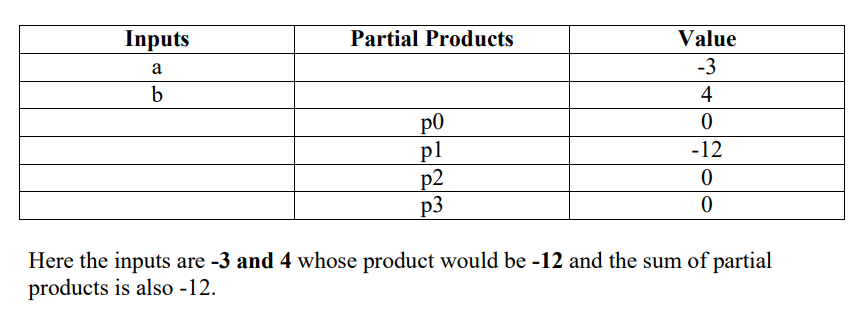 Inputs Partial Products Value
a -3
b 4
p0 0
p1 -12
p2 0
p3 0
Here the inputs are -3 and 4 whose product would be -12 and the sum of partial
products is also -12.